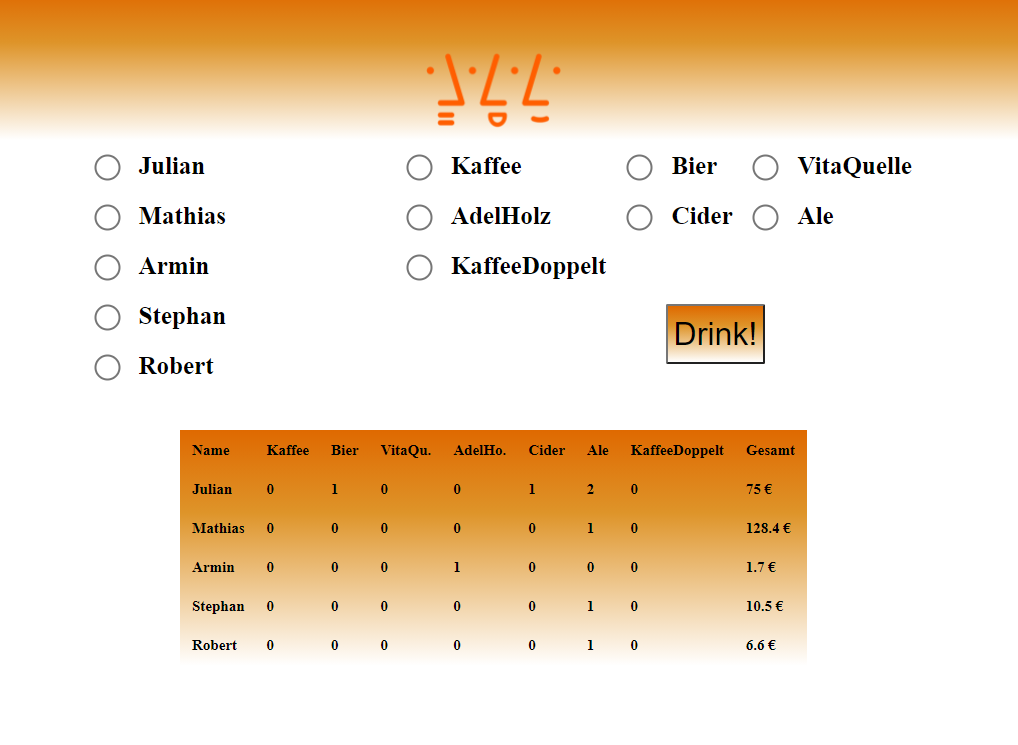 Julian Kaffee Bier VitaQuelle
Mathias AdelHolz Cider Ale
Armin KaffeeDoppelt
Stephan
Drink!
Robert
Name Kaffee Bier VitaQu. AdelHo. Cider Ale KaffeeDoppelt Gesamt
Julian 0 1 0 0 1 2 0 75 €
Mathias 0 0 0 0 0 1 0 128.4 €
Armin 0 0 0 1 0 0 0 1.7 €
Stephan 0 0 0 0 0 1 0 10.5 €
Robert 0 0 0 0 0 1 0 6.6 €